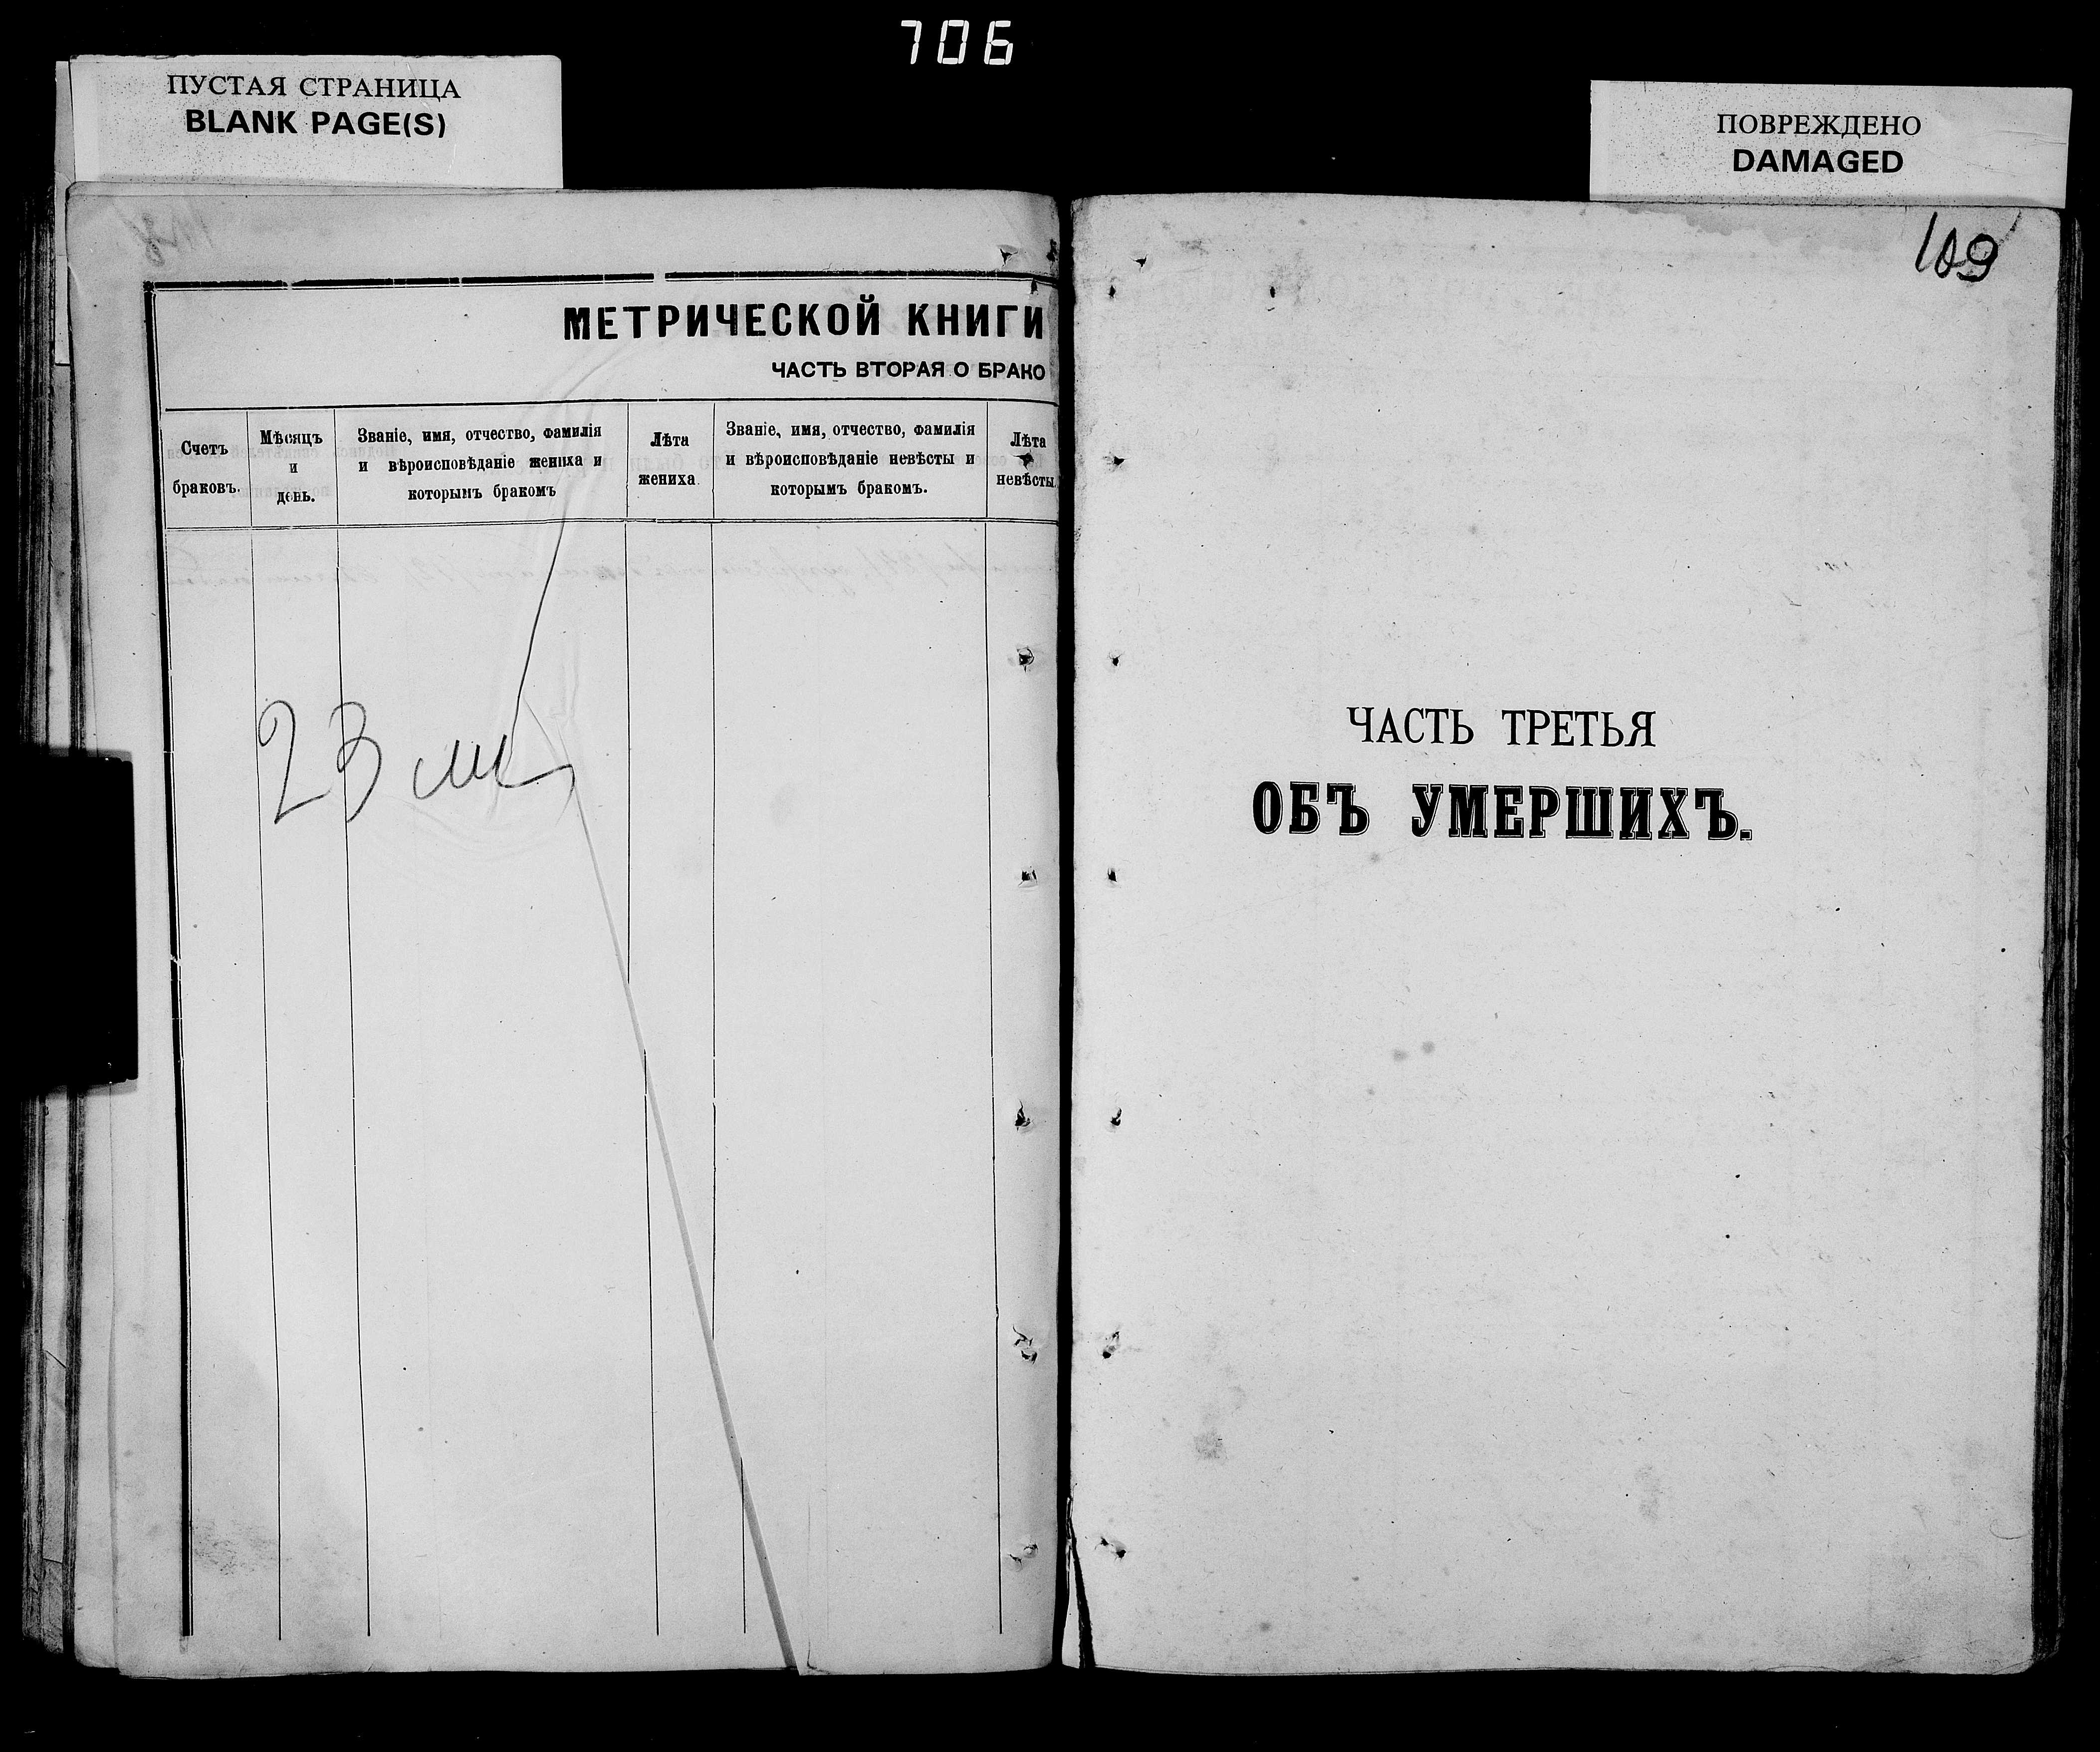 706
ПУСТАЯ СТРАНИЦА
BLANK PAGE(S)
ПОВРЕЖДЕНО
DAMAGED
МЕТРИЧЕСКОЙ КНИГИ
ЧАСТЬ ВТОРАЯ О БРАКО
Счетъ
браковъ.
Мѣсяцъ
и
день.
Званіе, имя, отчество, фамилія
и вѣроисповѣданіе жениха и
которымъ бракомъ
Лѣта
жениха.
Званіе, имя, отчество, фамилія
и вѣроисповѣданіе невѣсты и
которымъ бракомъ.
Лѣта
невѣсты.
23
109
ЧАСТЬ ТРЕТЬЯ
ОБЪ УМЕРШИХЪ.